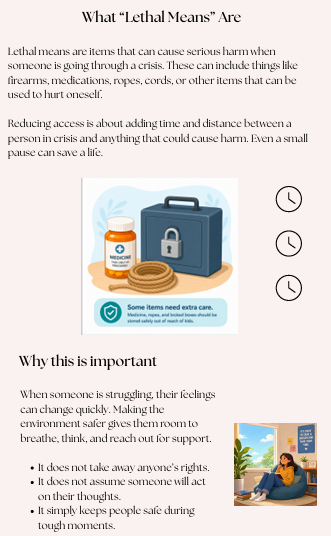 What “Lethal Means” Are
Lethal means are items that can cause serious harm when
someone is going through a crisis. These can include things like
firearms, medications, ropes, cords, or other items that can be
used to hurt oneself.
Reducing access is about adding time and distance between a
person in crisis and anything that could cause harm. Even a small
pause can save a life.
MEDICINE
Some items need extra care.
Medicine, ropes, and locked boxes should be
stored safely out of reach of kids.
Why this is important
When someone is struggling, their feelings
can change quickly. Making the
environment safer gives them room to
breathe, think, and reach out for support.
• It does not take away anyone’s rights.
• It does not assume someone will act
on their thoughts.
• It simply keeps people safe during
tough moments.